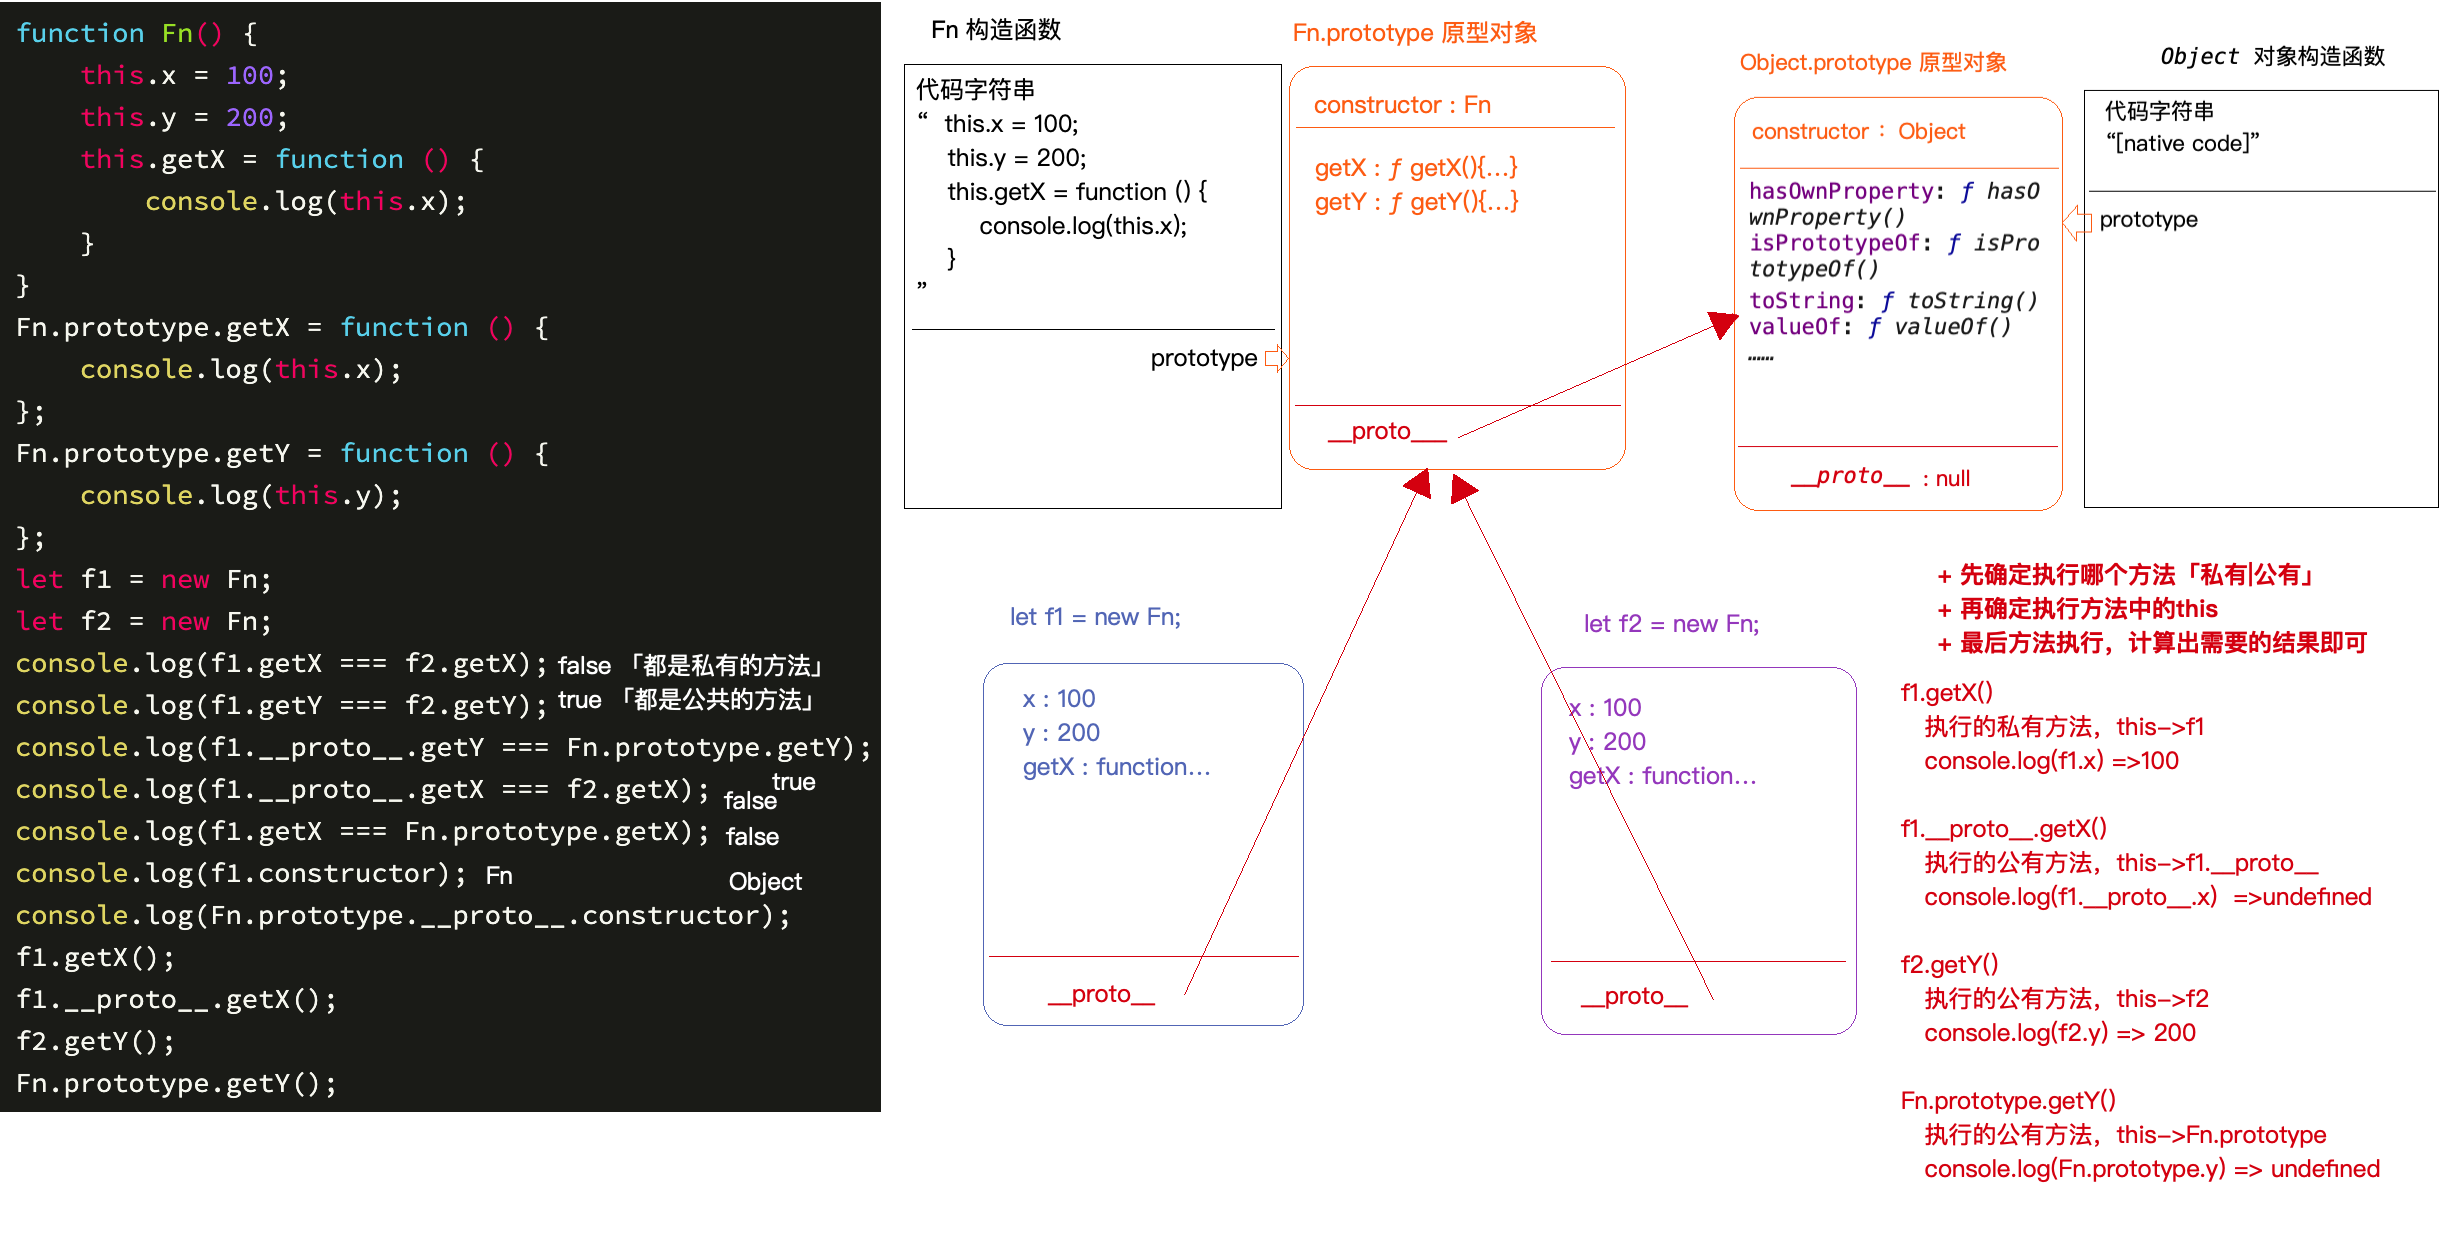 function Fn() {
    this.x = 100;
    this.y = 200;
    this.getX = function () {
        console.log(this.x);
    }
}
Fn.prototype.getX = function () {
    console.log(this.x);
};
Fn.prototype.getY = function () {
    console.log(this.y);
};
let f1 = new Fn;
let f2 = new Fn;
console.log(f1.getX === f2.getX); false「都是私有的方法」
console.log(f1.getY === f2.getY); true「都是公共的方法」
console.log(f1.__proto__.getY === Fn.prototype.getY);
true
console.log(f1.__proto__.getX === f2.getX); false
console.log(f1.getX === Fn.prototype.getX); false
console.log(f1.constructor); Fn
Object
console.log(Fn.prototype.__proto__.constructor);
f1.getX();
f1.__proto__.getX();
f2.getY();
Fn.prototype.getY();
Fn 构造函数
代码字符串
“ this.x = 100;
this.y = 200;
this.getX = function () {
console.log(this.x);
}
”
prototype
Fn.prototype 原型对象
constructor : Fn
getX : ƒ getX(){...}
getY : ƒ getY(){...}
__proto__
Object.prototype 原型对象
constructor : Object
hasOwnProperty: ƒ hasO
wnProperty()
isPrototypeOf: ƒ isPro
totypeOf()
toString: ƒ toString()
valueOf: ƒ valueOf()
......
__proto__ : null
Object 对象构造函数
代码字符串
“[native code]”
prototype
let f1 = new Fn;
x : 100
y : 200
getX : function...
__proto__
let f2 = new Fn;
x : 100
y : 200
getX : function...
__proto__
+ 先确定执行哪个方法「私有|公有」
+ 再确定执行方法中的this
+ 最后方法执行，计算出需要的结果即可
f1.getX()
执行的私有方法，this->f1
console.log(f1.x) =>100
f1.__proto__.getX()
执行的公有方法，this->f1.__proto__
console.log(f1.__proto__.x) =>undefined
f2.getY()
执行的公有方法，this->f2
console.log(f2.y) => 200
Fn.prototype.getY()
执行的公有方法，this->Fn.prototype
console.log(Fn.prototype.y) => undefined